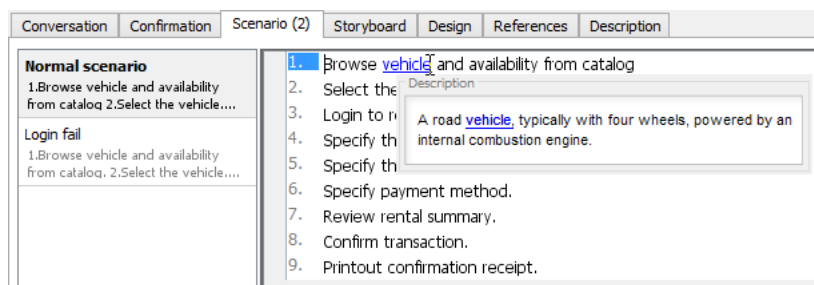 Conversation Confirmation Scenario (2) Storyboard Design References Description
Normal scenario
1.Browse vehicle and availability
from catalog 2.Select the vehicle....
Login fail
1.Browse vehicle and availability
from catalog. 2.Select the vehicle....
1. Browse vehicle and availability from catalog
2. Select the
3. Login to r
4. Specify th
5. Specify th
6. Specify payment method.
7. Review rental summary.
8. Confirm transaction.
9. Printout confirmation receipt.
Description
A road vehicle, typically with four wheels, powered by an
internal combustion engine.